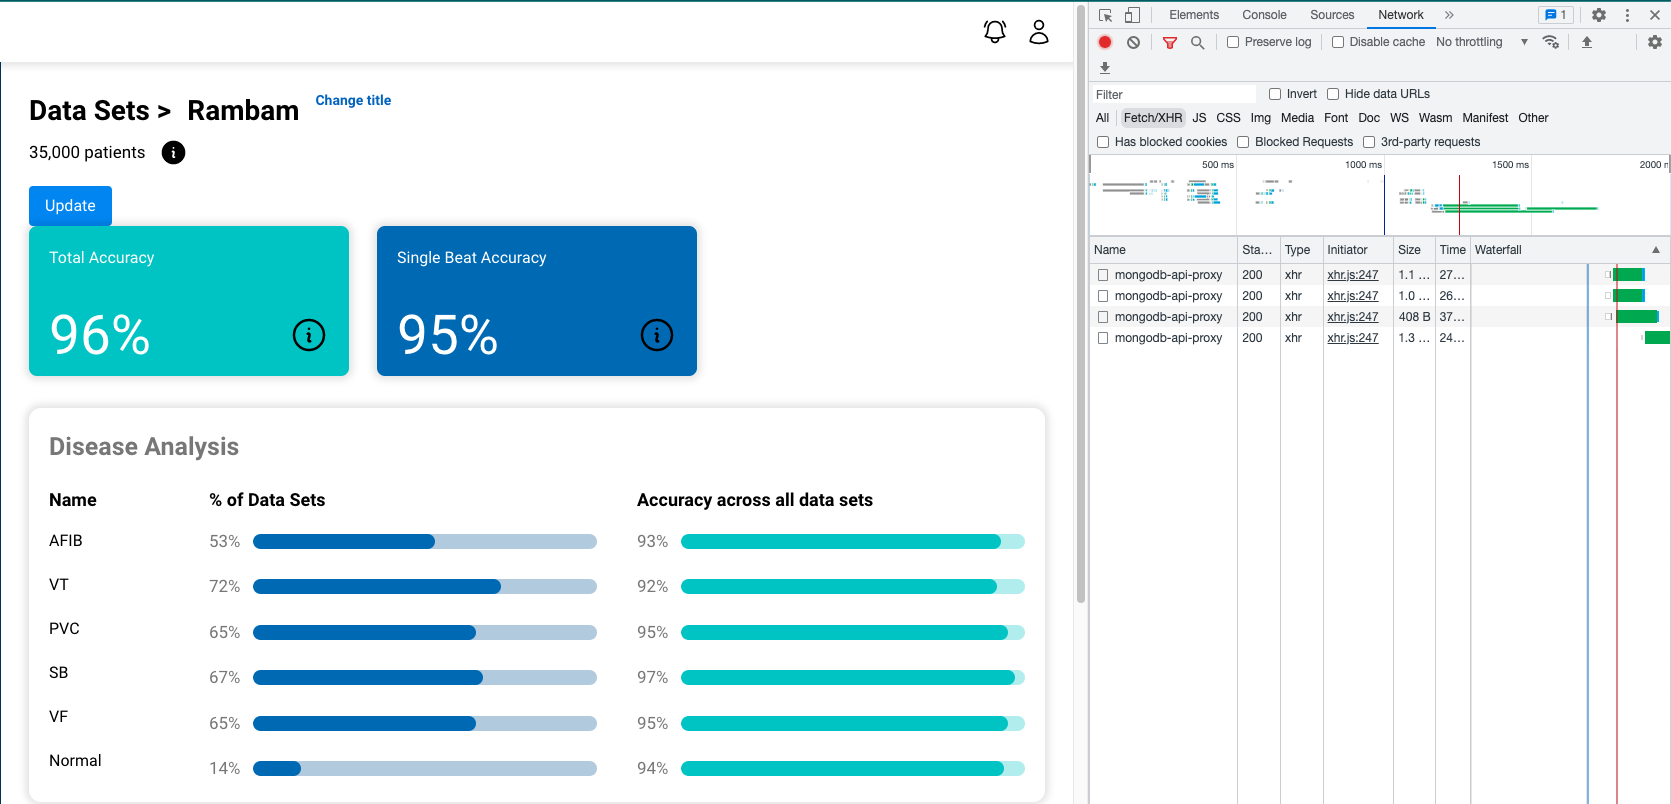 Data Sets > Rambam Change title
35,000 patients
Update
Total Accuracy
96%
Single Beat Accuracy
95%
Disease Analysis
Name % of Data Sets Accuracy across all data sets
AFIB 53% 93%
VT 72% 92%
PVC 65% 95%
SB 67% 97%
VF 65% 95%
Normal 14% 94%
Elements Console Sources Network » 1
Preserve log Disable cache No throttling
Filter Invert Hide data URLs
All Fetch/XHR JS CSS Img Media Font Doc WS Wasm Manifest Other
Has blocked cookies Blocked Requests 3rd-party requests
500 ms 1000 ms 1500 ms 2000 
Name Sta... Type Initiator Size Time Waterfall
mongodb-api-proxy 200 xhr xhr.js:247 1.1 ... 27...
mongodb-api-proxy 200 xhr xhr.js:247 1.0 ... 26...
mongodb-api-proxy 200 xhr xhr.js:247 408 B 37...
mongodb-api-proxy 200 xhr xhr.js:247 1.3 ... 24...